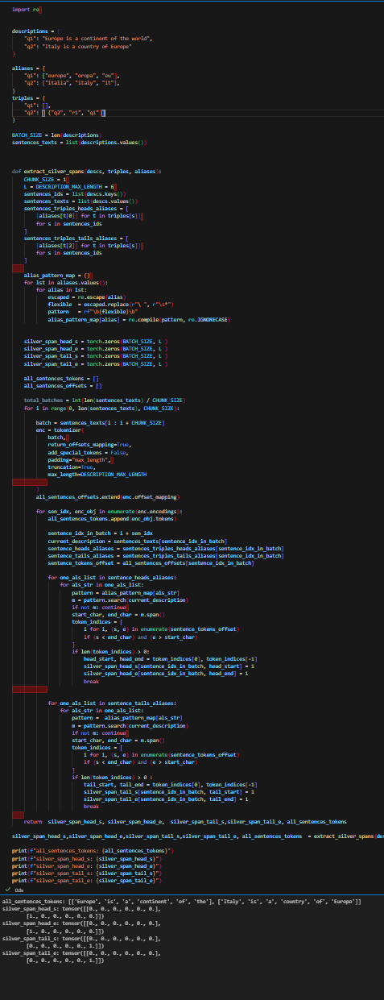 import re
descriptions = {
    "q1": "Europe is a continent of the world",
    "q2": "Italy is a country of Europe"
}
aliases = {
    "q1": ["europe", "oropa", "eu"],
    "q2": ["italia", "italy", "it"],
}
triples = {
    "q1": [],
    "q2": [ ("q2", "r1", "q1")]
}
BATCH_SIZE = len(descriptions)
sentences_texts = list(descriptions.values())
def extract_silver_spans(descs, triples, aliases):
    CHUNK_SIZE = 1
    L = DESCRIPTION_MAX_LENGTH = 6
    sentences_ids = list(descs.keys())
    sentences_texts = list(descs.values())
    sentences_triples_heads_aliases = [
        [aliases[t[0]] for t in triples[s]]
        for s in sentences_ids
    ]
    sentences_triples_tails_aliases = [
        [aliases[t[2]] for t in triples[s]]
        for s in sentences_ids
    ]
    alias_pattern_map = {}
    for lst in aliases.values():
        for alias in lst:
            escaped = re.escape(alias)
            flexible  = escaped.replace(r"\ ", r"\s*")
            pattern   = rf"\b{flexible}\b"
            alias_pattern_map[alias] = re.compile(pattern, re.IGNORECASE)
    silver_span_head_s = torch.zeros(BATCH_SIZE, L )
    silver_span_head_e = torch.zeros(BATCH_SIZE, L )
    silver_span_tail_s = torch.zeros(BATCH_SIZE, L )
    silver_span_tail_e = torch.zeros(BATCH_SIZE, L )
    all_sentences_tokens = []
    all_sentences_offsets = []
    total_batches = int(len(sentences_texts) / CHUNK_SIZE)
    for i in range(0, len(sentences_texts), CHUNK_SIZE):
        batch = sentences_texts[i : i + CHUNK_SIZE]
        enc = tokenizer(
            batch,
            return_offsets_mapping=True,
            add_special_tokens = False,
            padding="max_length",
            truncation=True,
            max_length=DESCRIPTION_MAX_LENGTH
        )
        all_sentences_offsets.extend(enc.offset_mapping)
        for sen_idx, enc_obj in enumerate(enc.encodings):
            all_sentences_tokens.append(enc_obj.tokens)
            sentence_idx_in_batch = i + sen_idx
            current_description = sentences_texts[sentence_idx_in_batch]
            sentence_heads_aliases = sentences_triples_heads_aliases[sentence_idx_in_batch]
            sentence_tails_aliases = sentences_triples_tails_aliases[sentence_idx_in_batch]
            sentence_tokens_offset = all_sentences_offsets[sentence_idx_in_batch]
            for one_als_list in sentence_heads_aliases:
                for als_str in one_als_list:
                    pattern = alias_pattern_map[als_str]
                    m = pattern.search(current_description)
                    if not m: continue
                    start_char, end_char = m.span()
                    token_indices = [
                        i for i, (s, e) in enumerate(sentence_tokens_offset)
                        if (s < end_char) and (e > start_char)
                    ]
                    if len(token_indices) > 0:
                        head_start, head_end = token_indices[0], token_indices[-1]
                        silver_span_head_s[sentence_idx_in_batch, head_start] = 1
                        silver_span_head_e[sentence_idx_in_batch, head_end] = 1
                        break
            for one_als_list in sentence_tails_aliases:
                for als_str in one_als_list:
                    pattern =  alias_pattern_map[als_str]
                    m = pattern.search(current_description)
                    if not m: continue
                    start_char, end_char = m.span()
                    token_indices = [
                        i for i, (s, e) in enumerate(sentence_tokens_offset)
                        if (s < end_char) and (e > start_char)
                    ]
                    if len(token_indices) > 0 :
                        tail_start, tail_end = token_indices[0], token_indices[-1]
                        silver_span_tail_s[sentence_idx_in_batch, tail_start] = 1
                        silver_span_tail_e[sentence_idx_in_batch, tail_end] = 1
                        break
    return  silver_span_head_s, silver_span_head_e,  silver_span_tail_s,silver_span_tail_e, all_sentences_tokens
silver_span_head_s,silver_span_head_e,silver_span_tail_s,silver_span_tail_e, all_sentences_tokens  = extract_silver_spans(des
print(f"all_sentences_tokens: {all_sentences_tokens}")
print(f"silver_span_head_s: {silver_span_head_s}")
print(f"silver_span_head_e: {silver_span_head_e}")
print(f"silver_span_tail_s: {silver_span_tail_s}")
print(f"silver_span_tail_e: {silver_span_tail_e}")
0.0s
all_sentences_tokens: [['Europe', 'is', 'a', 'continent', 'of', 'the'], ['Italy', 'is', 'a', 'country', 'of', 'Europe']]
silver_span_head_s: tensor([[0., 0., 0., 0., 0., 0.],
        [1., 0., 0., 0., 0., 0.]])
silver_span_head_e: tensor([[0., 0., 0., 0., 0., 0.],
        [1., 0., 0., 0., 0., 0.]])
silver_span_tail_s: tensor([[0., 0., 0., 0., 0., 0.],
        [0., 0., 0., 0., 0., 1.]])
silver_span_tail_e: tensor([[0., 0., 0., 0., 0., 0.],
        [0., 0., 0., 0., 0., 1.]])